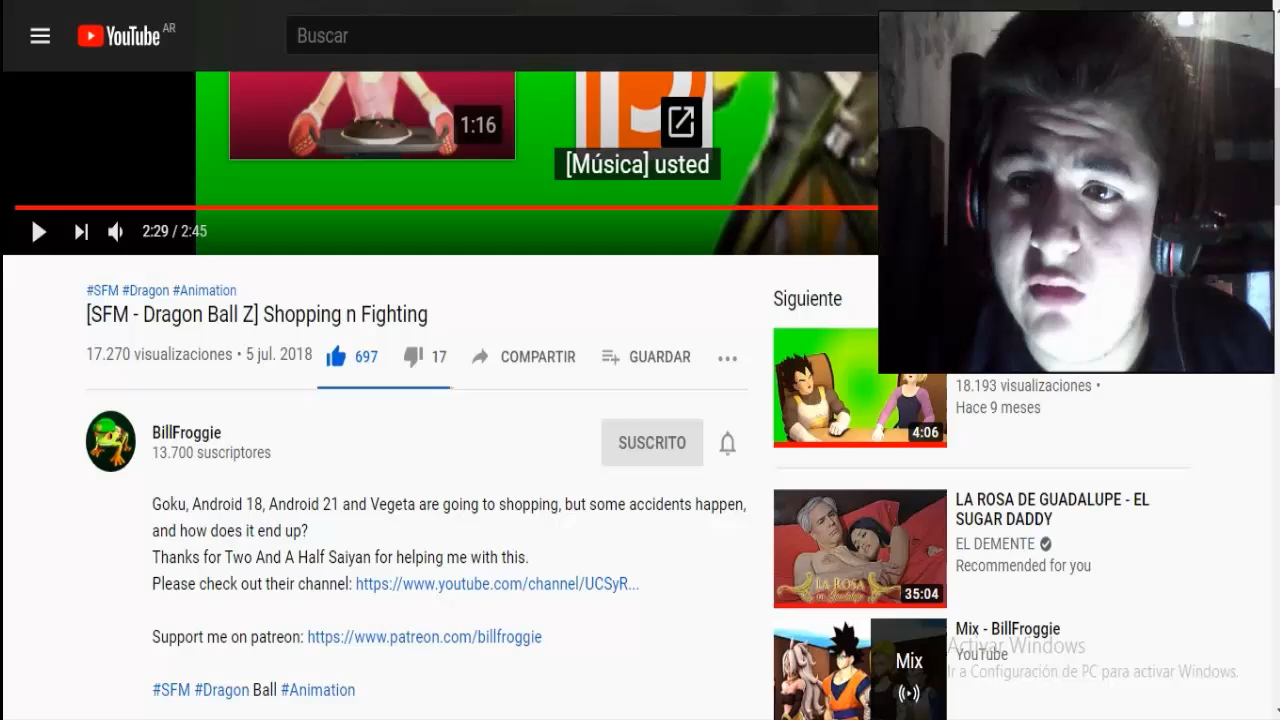 YouTube AR
Buscar
1:16
[Música] usted
2:29 / 2:45
#SFM #Dragon #Animation
[SFM - Dragon Ball Z] Shopping n Fighting
17.270 visualizaciones • 5 jul. 2018
697
17
COMPARTIR
GUARDAR
BillFroggie
13.700 suscriptores
SUSCRITO
Goku, Android 18, Android 21 and Vegeta are going to shopping, but some accidents happen,
and how does it end up?
Thanks for Two And A Half Saiyan for helping me with this.
Please check out their channel: https://www.youtube.com/channel/UCSyR...
Support me on patreon: https://www.patreon.com/billfroggie
#SFM #Dragon Ball #Animation
Siguiente
18.193 visualizaciones •
Hace 9 meses
4:06
LA ROSA DE GUADALUPE - EL
SUGAR DADDY
EL DEMENTE
Recommended for you
LA ROSA
DE Guadalupe
35:04
Mix - BillFroggie
YouTube
Mix
Activar Windows
Ir a Configuración de PC para activar Windows.